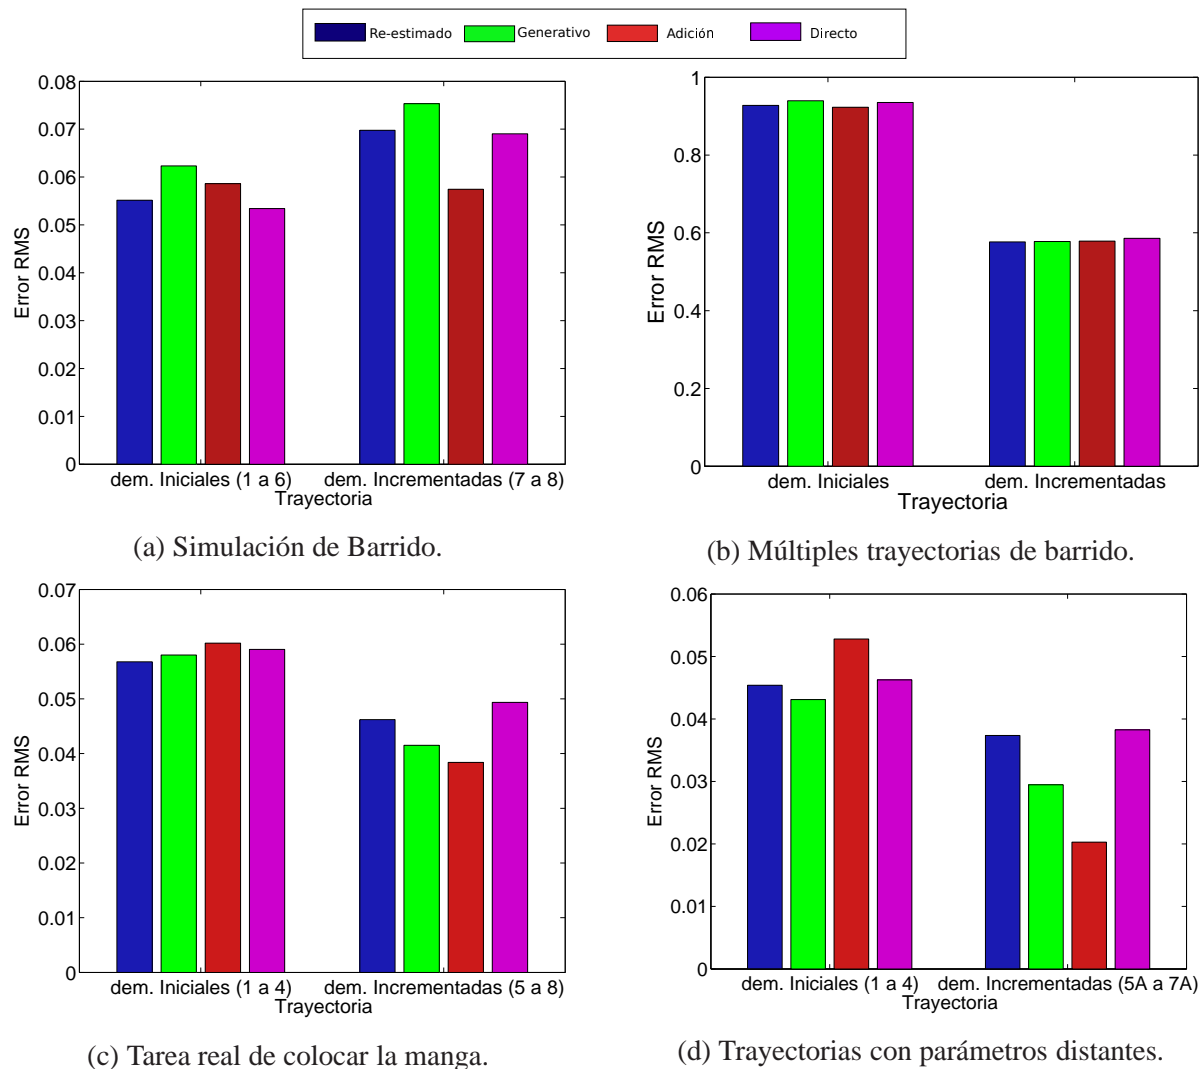 Re-estimado Generativo Adición Directo
0.08
0.07
0.06
0.05
0.04
0.03
0.02
0.01
0
Error RMS
dem. Iniciales (1 a 6) dem. Incrementadas (7 a 8)
Trayectoria
(a) Simulación de Barrido.
1
0.8
0.6
0.4
0.2
0
Error RMS
dem. Iniciales dem. Incrementadas
Trayectoria
(b) Múltiples trayectorias de barrido.
0.07
0.06
0.05
0.04
0.03
0.02
0.01
0
Error RMS
dem. Iniciales (1 a 4) dem. Incrementadas (5 a 8)
Trayectoria
(c) Tarea real de colocar la manga.
0.06
0.05
0.04
0.03
0.02
0.01
0
Error RMS
dem. Iniciales (1 a 4) dem. Incrementadas (5A a 7A)
Trayectoria
(d) Trayectorias con parámetros distantes.